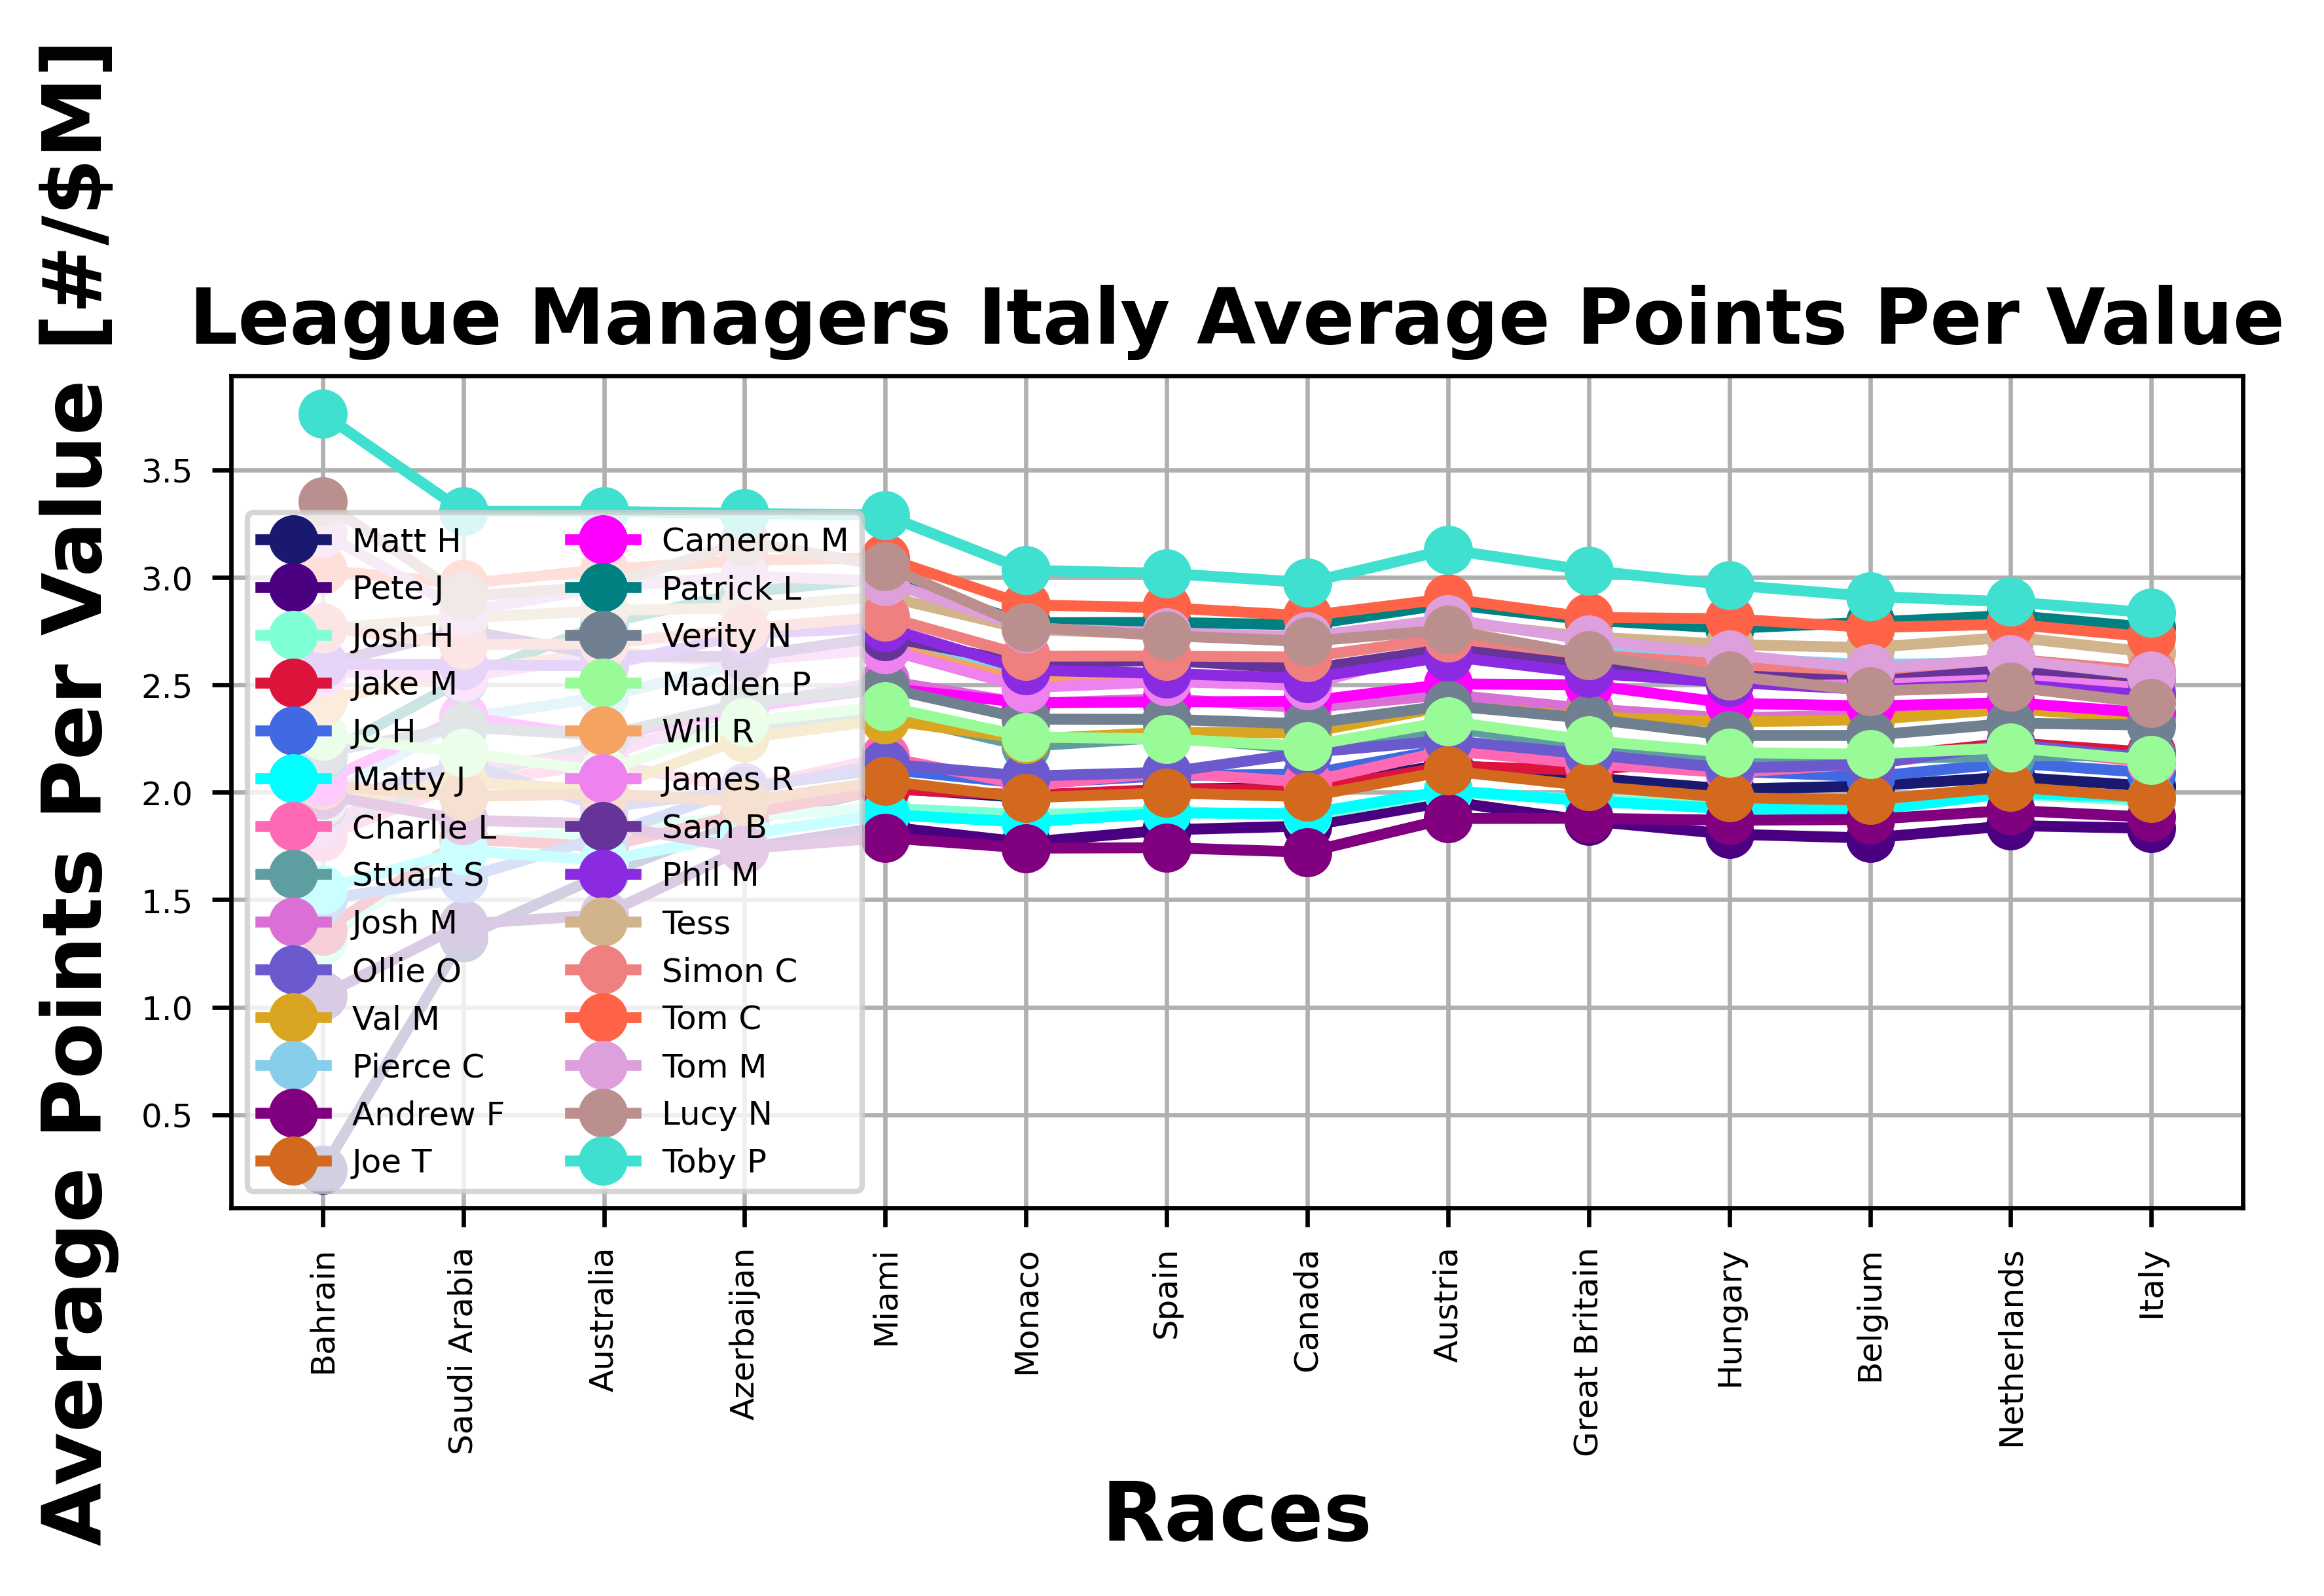 League Managers Italy Average Points Per Value
Average Points Per Value [#/$M]
3.5
3.0
2.5
2.0
1.5
1.0
0.5
Matt H
Pete J
Josh H
Jake M
Jo H
Matty J
Charlie L
Stuart S
Josh M
Ollie O
Val M
Pierce C
Andrew F
Joe T
Cameron M
Patrick L
Verity N
Madlen P
Will R
James R
Sam B
Phil M
Tess
Simon C
Tom C
Tom M
Lucy N
Toby P
Bahrain
Saudi Arabia
Australia
Azerbaijan
Miami
Monaco
Spain
Canada
Austria
Great Britain
Hungary
Belgium
Netherlands
Italy
Races